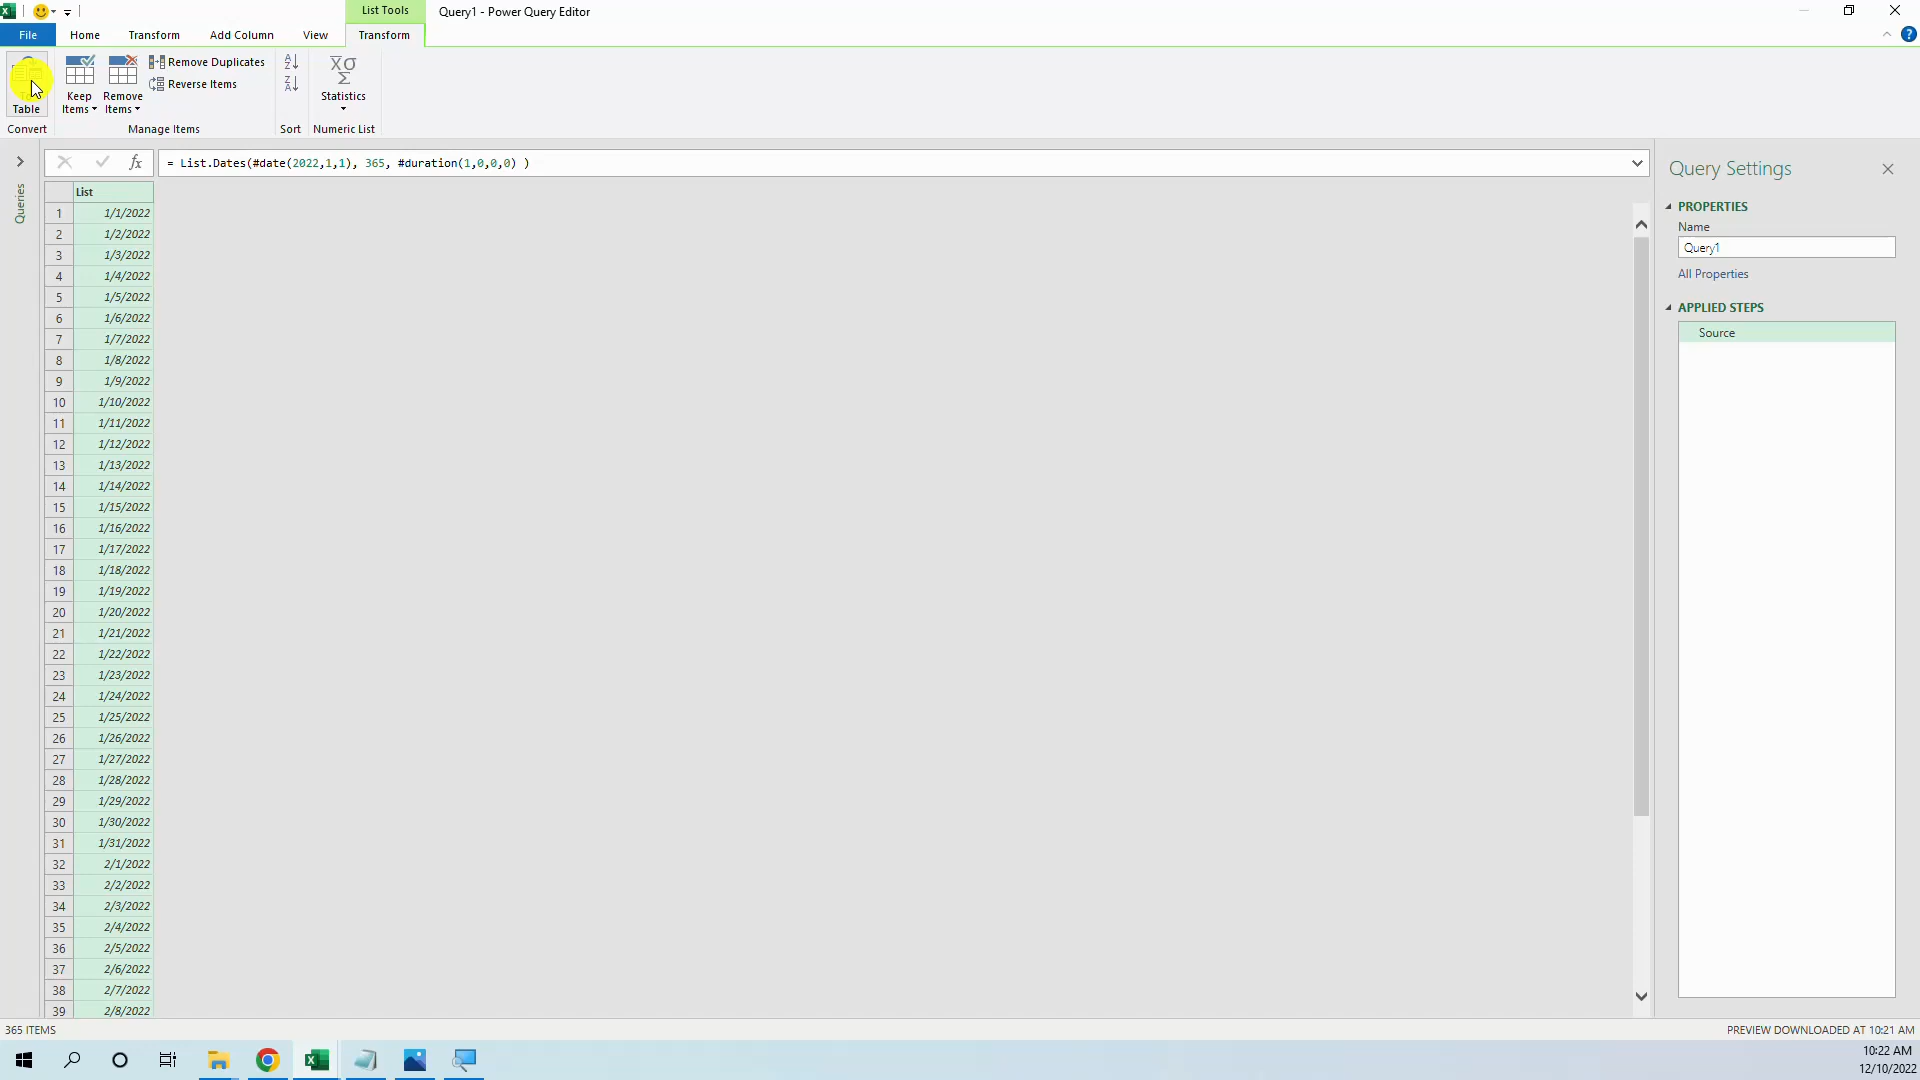 List Tools
Query1 - Power Query Editor
File
Home
Transform
Add Column
View
Transform
Table
Keep
Items
Remove
Items
Remove Duplicates
Reverse Items
Statistics
Convert
Manage Items
Sort
Numeric List
= List.Dates(#date(2022,1,1), 365, #duration(1,0,0,0) )
Queries
List
1 1/1/2022
2 1/2/2022
3 1/3/2022
4 1/4/2022
5 1/5/2022
6 1/6/2022
7 1/7/2022
8 1/8/2022
9 1/9/2022
10 1/10/2022
11 1/11/2022
12 1/12/2022
13 1/13/2022
14 1/14/2022
15 1/15/2022
16 1/16/2022
17 1/17/2022
18 1/18/2022
19 1/19/2022
20 1/20/2022
21 1/21/2022
22 1/22/2022
23 1/23/2022
24 1/24/2022
25 1/25/2022
26 1/26/2022
27 1/27/2022
28 1/28/2022
29 1/29/2022
30 1/30/2022
31 1/31/2022
32 2/1/2022
33 2/2/2022
34 2/3/2022
35 2/4/2022
36 2/5/2022
37 2/6/2022
38 2/7/2022
39 2/8/2022
Query Settings
PROPERTIES
Name
Query1
All Properties
APPLIED STEPS
Source
365 ITEMS
PREVIEW DOWNLOADED AT 10:21 AM
10:22 AM
12/10/2022